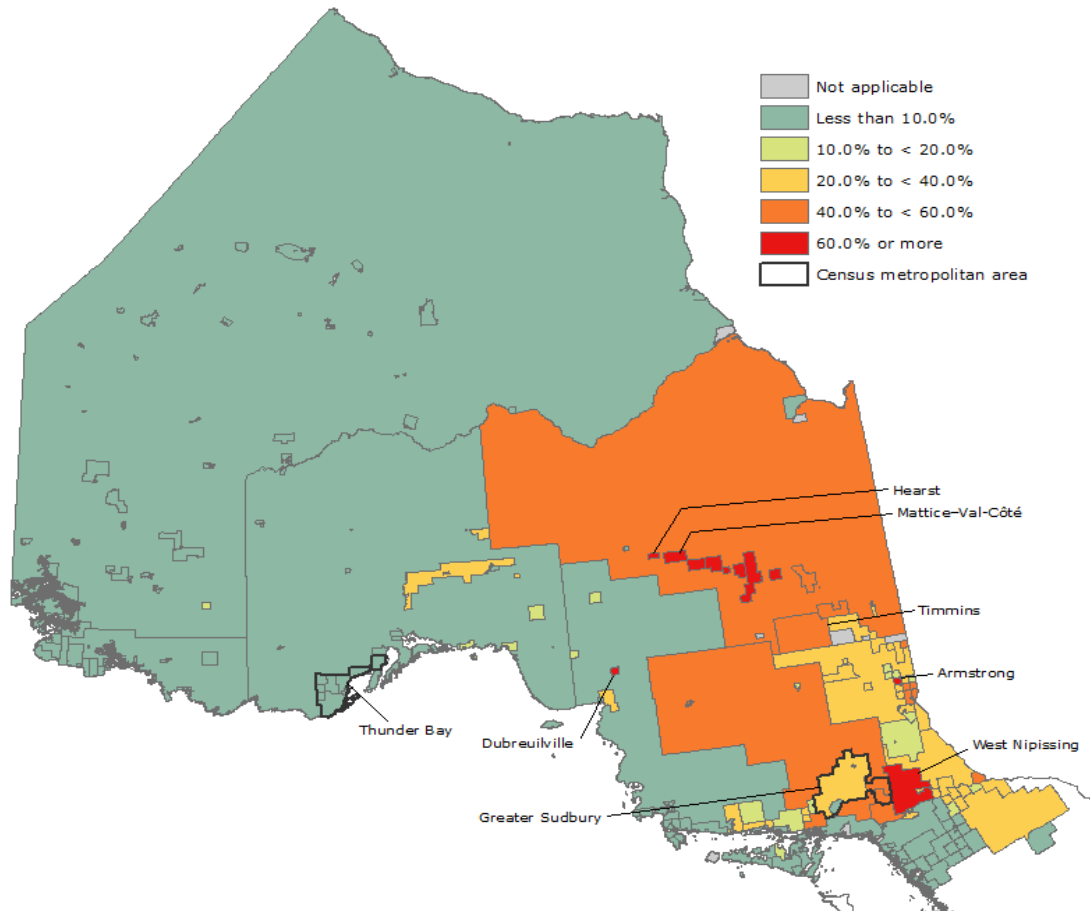 Not applicable
Less than 10.0%
10.0% to < 20.0%
20.0% to < 40.0%
40.0% to < 60.0%
60.0% or more
Census metropolitan area
Hearst
Mattice–Val-Côté
Timmins
Armstrong
Thunder Bay
Dubreuilville
West Nipissing
Greater Sudbury